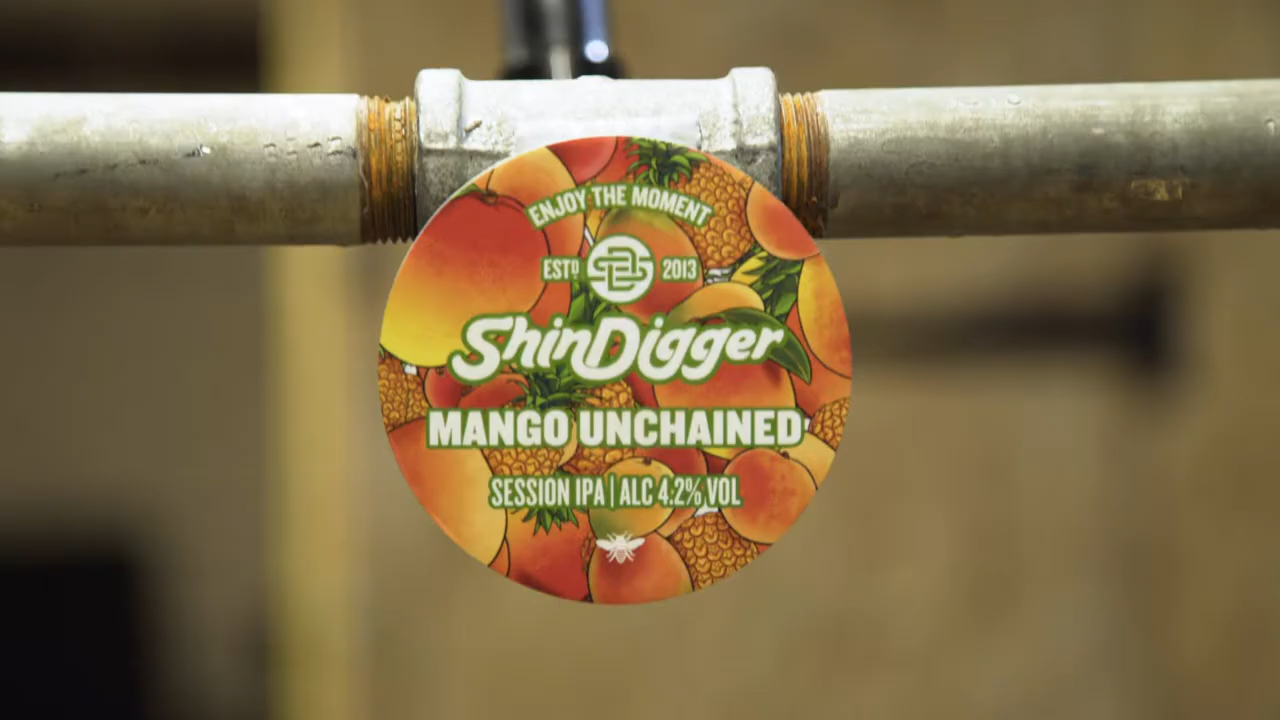 ENJOY THE MOMENT
ESTD 2013
ShinDigger
MANGO UNCHAINED
SESSION IPA | ALC 4.2% VOL